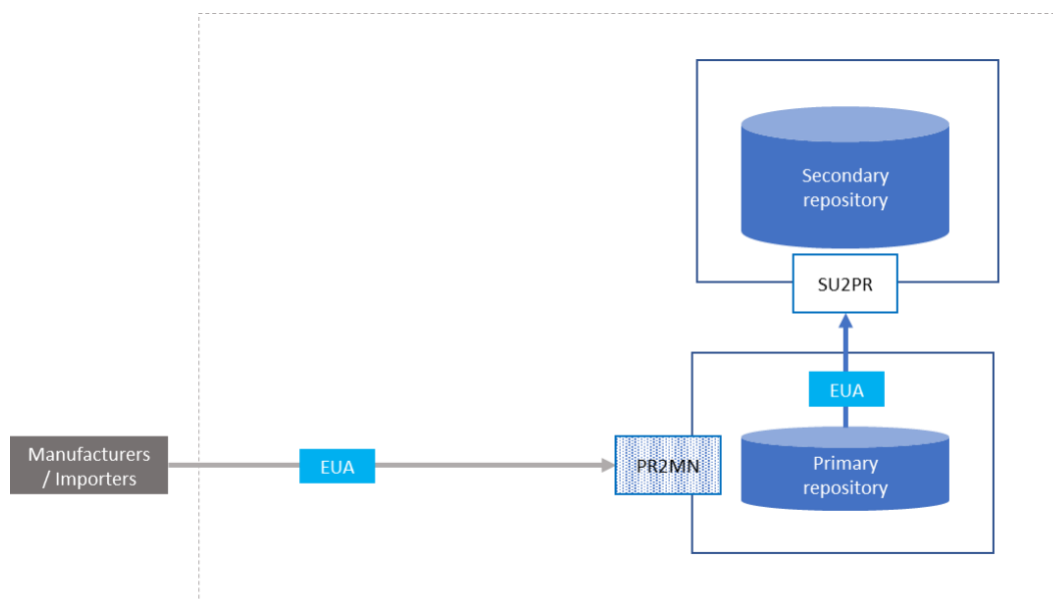 Secondary
repository
SU2PR
EUA
Manufacturers
/ Importers
EUA
PR2MN
Primary
repository